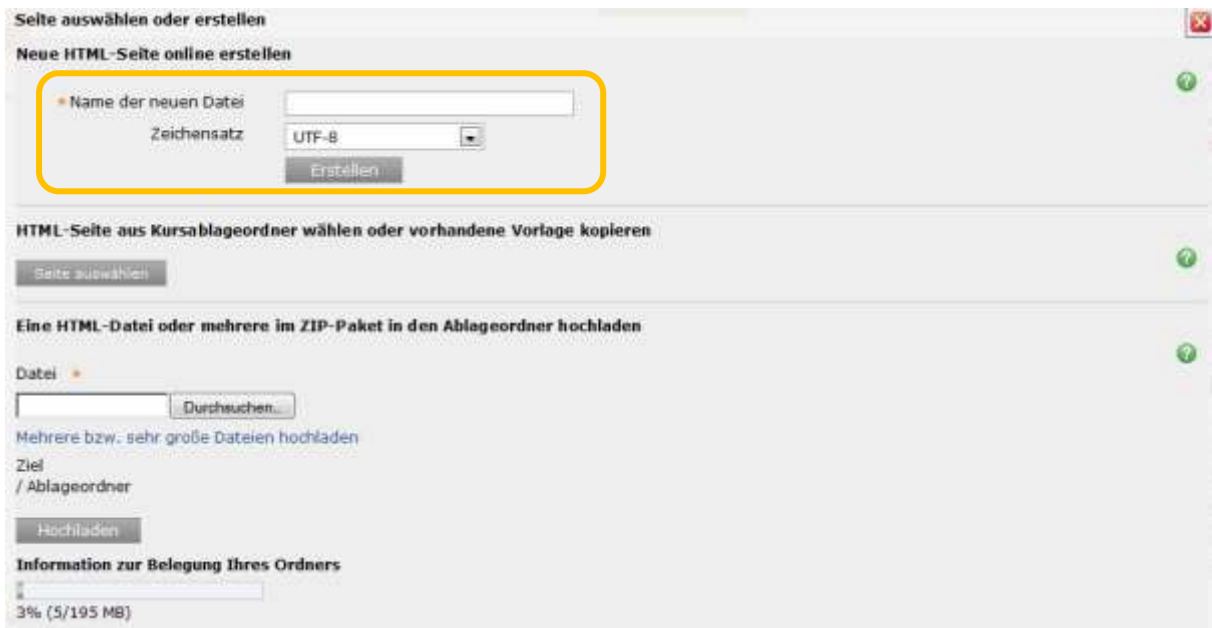 Seite auswählen oder erstellen
Neue HTML-Seite online erstellen
* Name der neuen Datei
Zeichensatz UTF-8
Erstellen
HTML-Seite aus Kursablageordner wählen oder vorhandene Vorlage kopieren
Seite auswählen
Eine HTML-Datei oder mehrere im ZIP-Paket in den Ablageordner hochladen
Datei *
Durchsuchen...
Mehrere bzw. sehr große Dateien hochladen
Ziel
/ Ablageordner
Hochladen
Information zur Belegung Ihres Ordners
3% (5/195 MB)